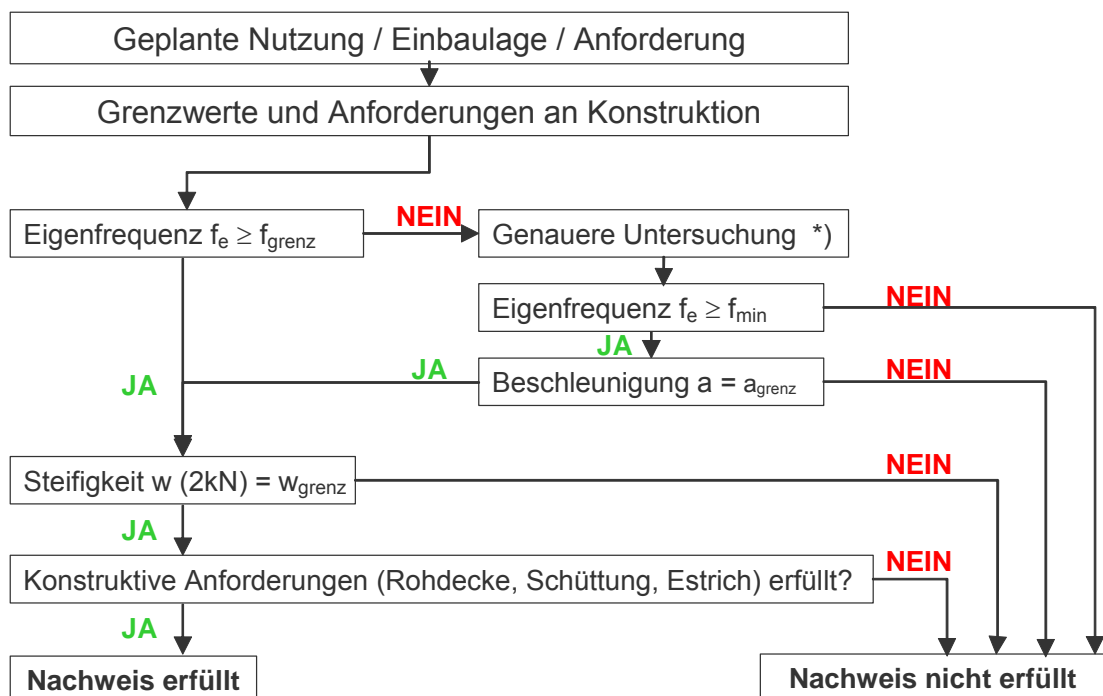 Geplante Nutzung / Einbaulage / Anforderung
Grenzwerte und Anforderungen an Konstruktion
Eigenfrequenz fe ≥ fgrenz
NEIN
Genauere Untersuchung *)
Eigenfrequenz fe ≥ fmin
NEIN
JA
JA
JA
Beschleunigung a = agrenz
NEIN
Steifigkeit w (2kN) = wgrenz
NEIN
JA
Konstruktive Anforderungen (Rohdecke, Schüttung, Estrich) erfüllt?
NEIN
JA
Nachweis erfüllt
Nachweis nicht erfüllt